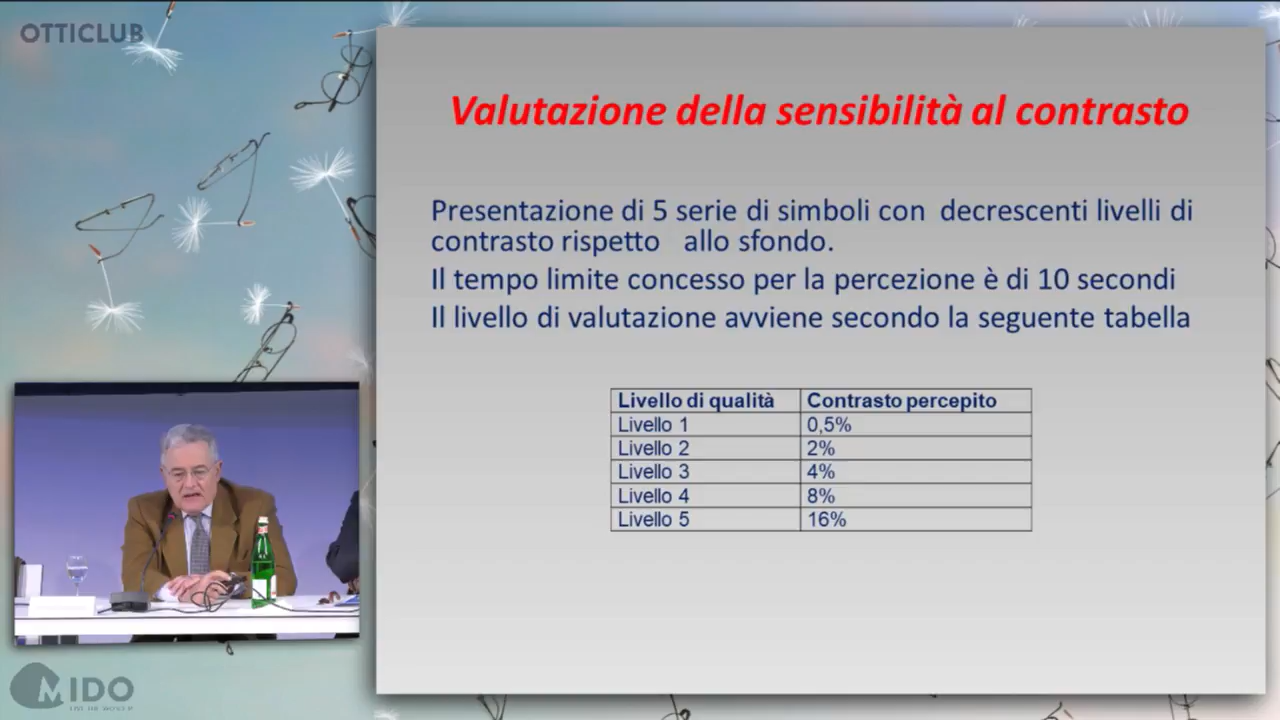 OTTICLUB
Valutazione della sensibilità al contrasto
Presentazione di 5 serie di simboli con decrescenti livelli di
contrasto rispetto allo sfondo.
Il tempo limite concesso per la percezione è di 10 secondi
Il livello di valutazione avviene secondo la seguente tabella
Livello di qualità Contrasto percepito
Livello 1 0,5%
Livello 2 2%
Livello 3 4%
Livello 4 8%
Livello 5 16%
MIDO